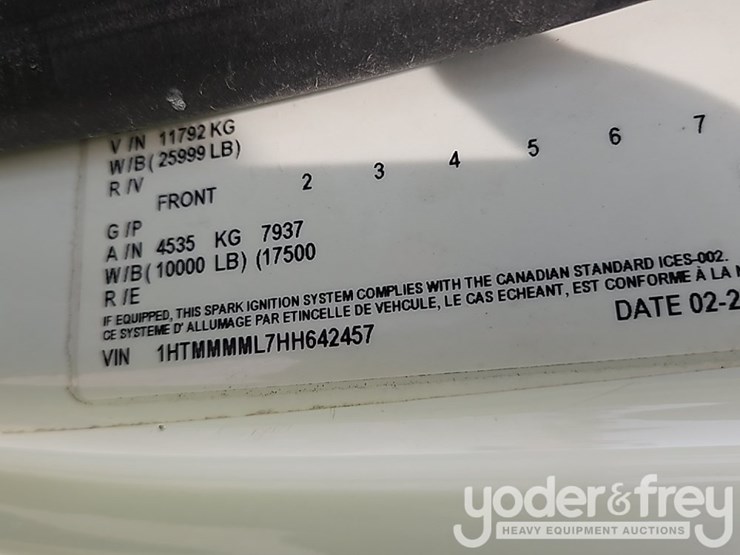 V/N 11792 KG
W/B (25999 LB)
R/V
FRONT 2 3 4 5 6 7
G/P
A/N 4535 KG 7937
W/B (10000 LB) (17500
R/E
IF EQUIPPED, THIS SPARK IGNITION SYSTEM COMPLIES WITH THE CANADIAN STANDARD ICES-002.
CE SYSTEME D' ALLUMAGE PAR ETINCELLE DE VEHCULE, LE CAS ECHEANT, EST CONFORME À LA N
VIN 1HTMMMML7HH642457 DATE 02-2
yoder&frey
HEAVY EQUIPMENT AUCTIONS